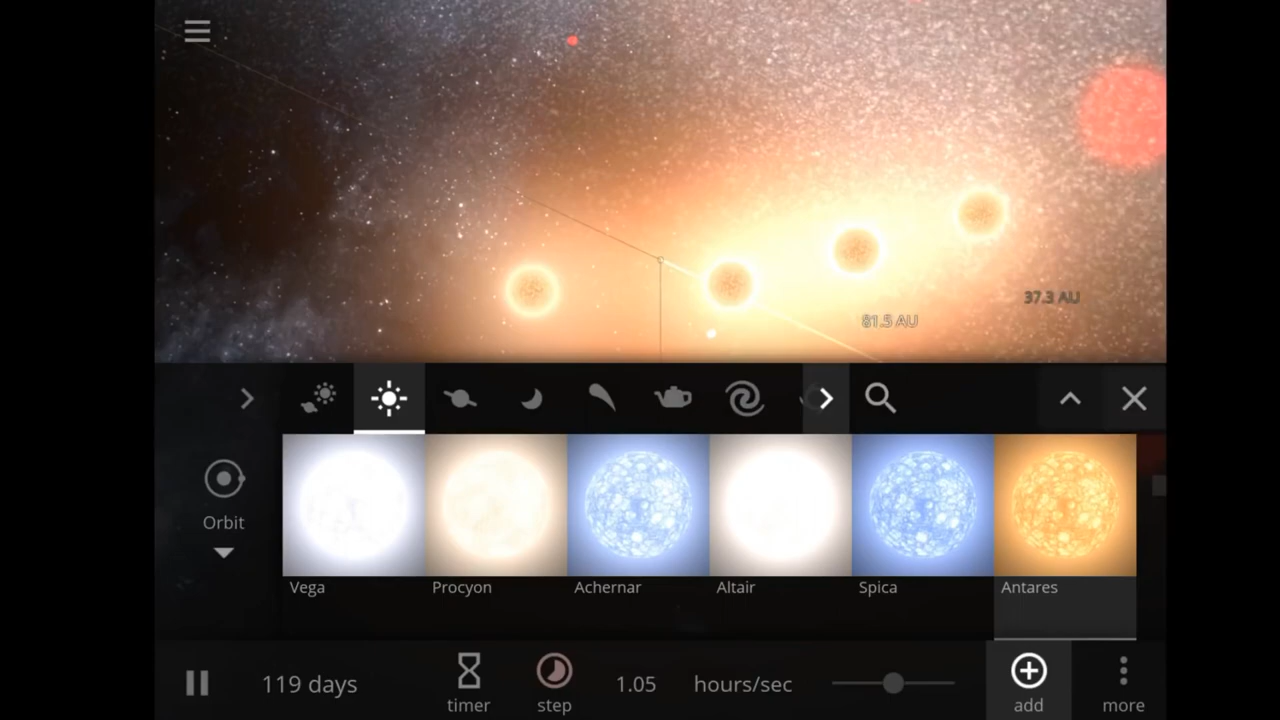 37.3 AU
81.5 AU
Orbit
Vega
Procyon
Achernar
Altair
Spica
Antares
119 days
timer
step
1.05
hours/sec
add
more